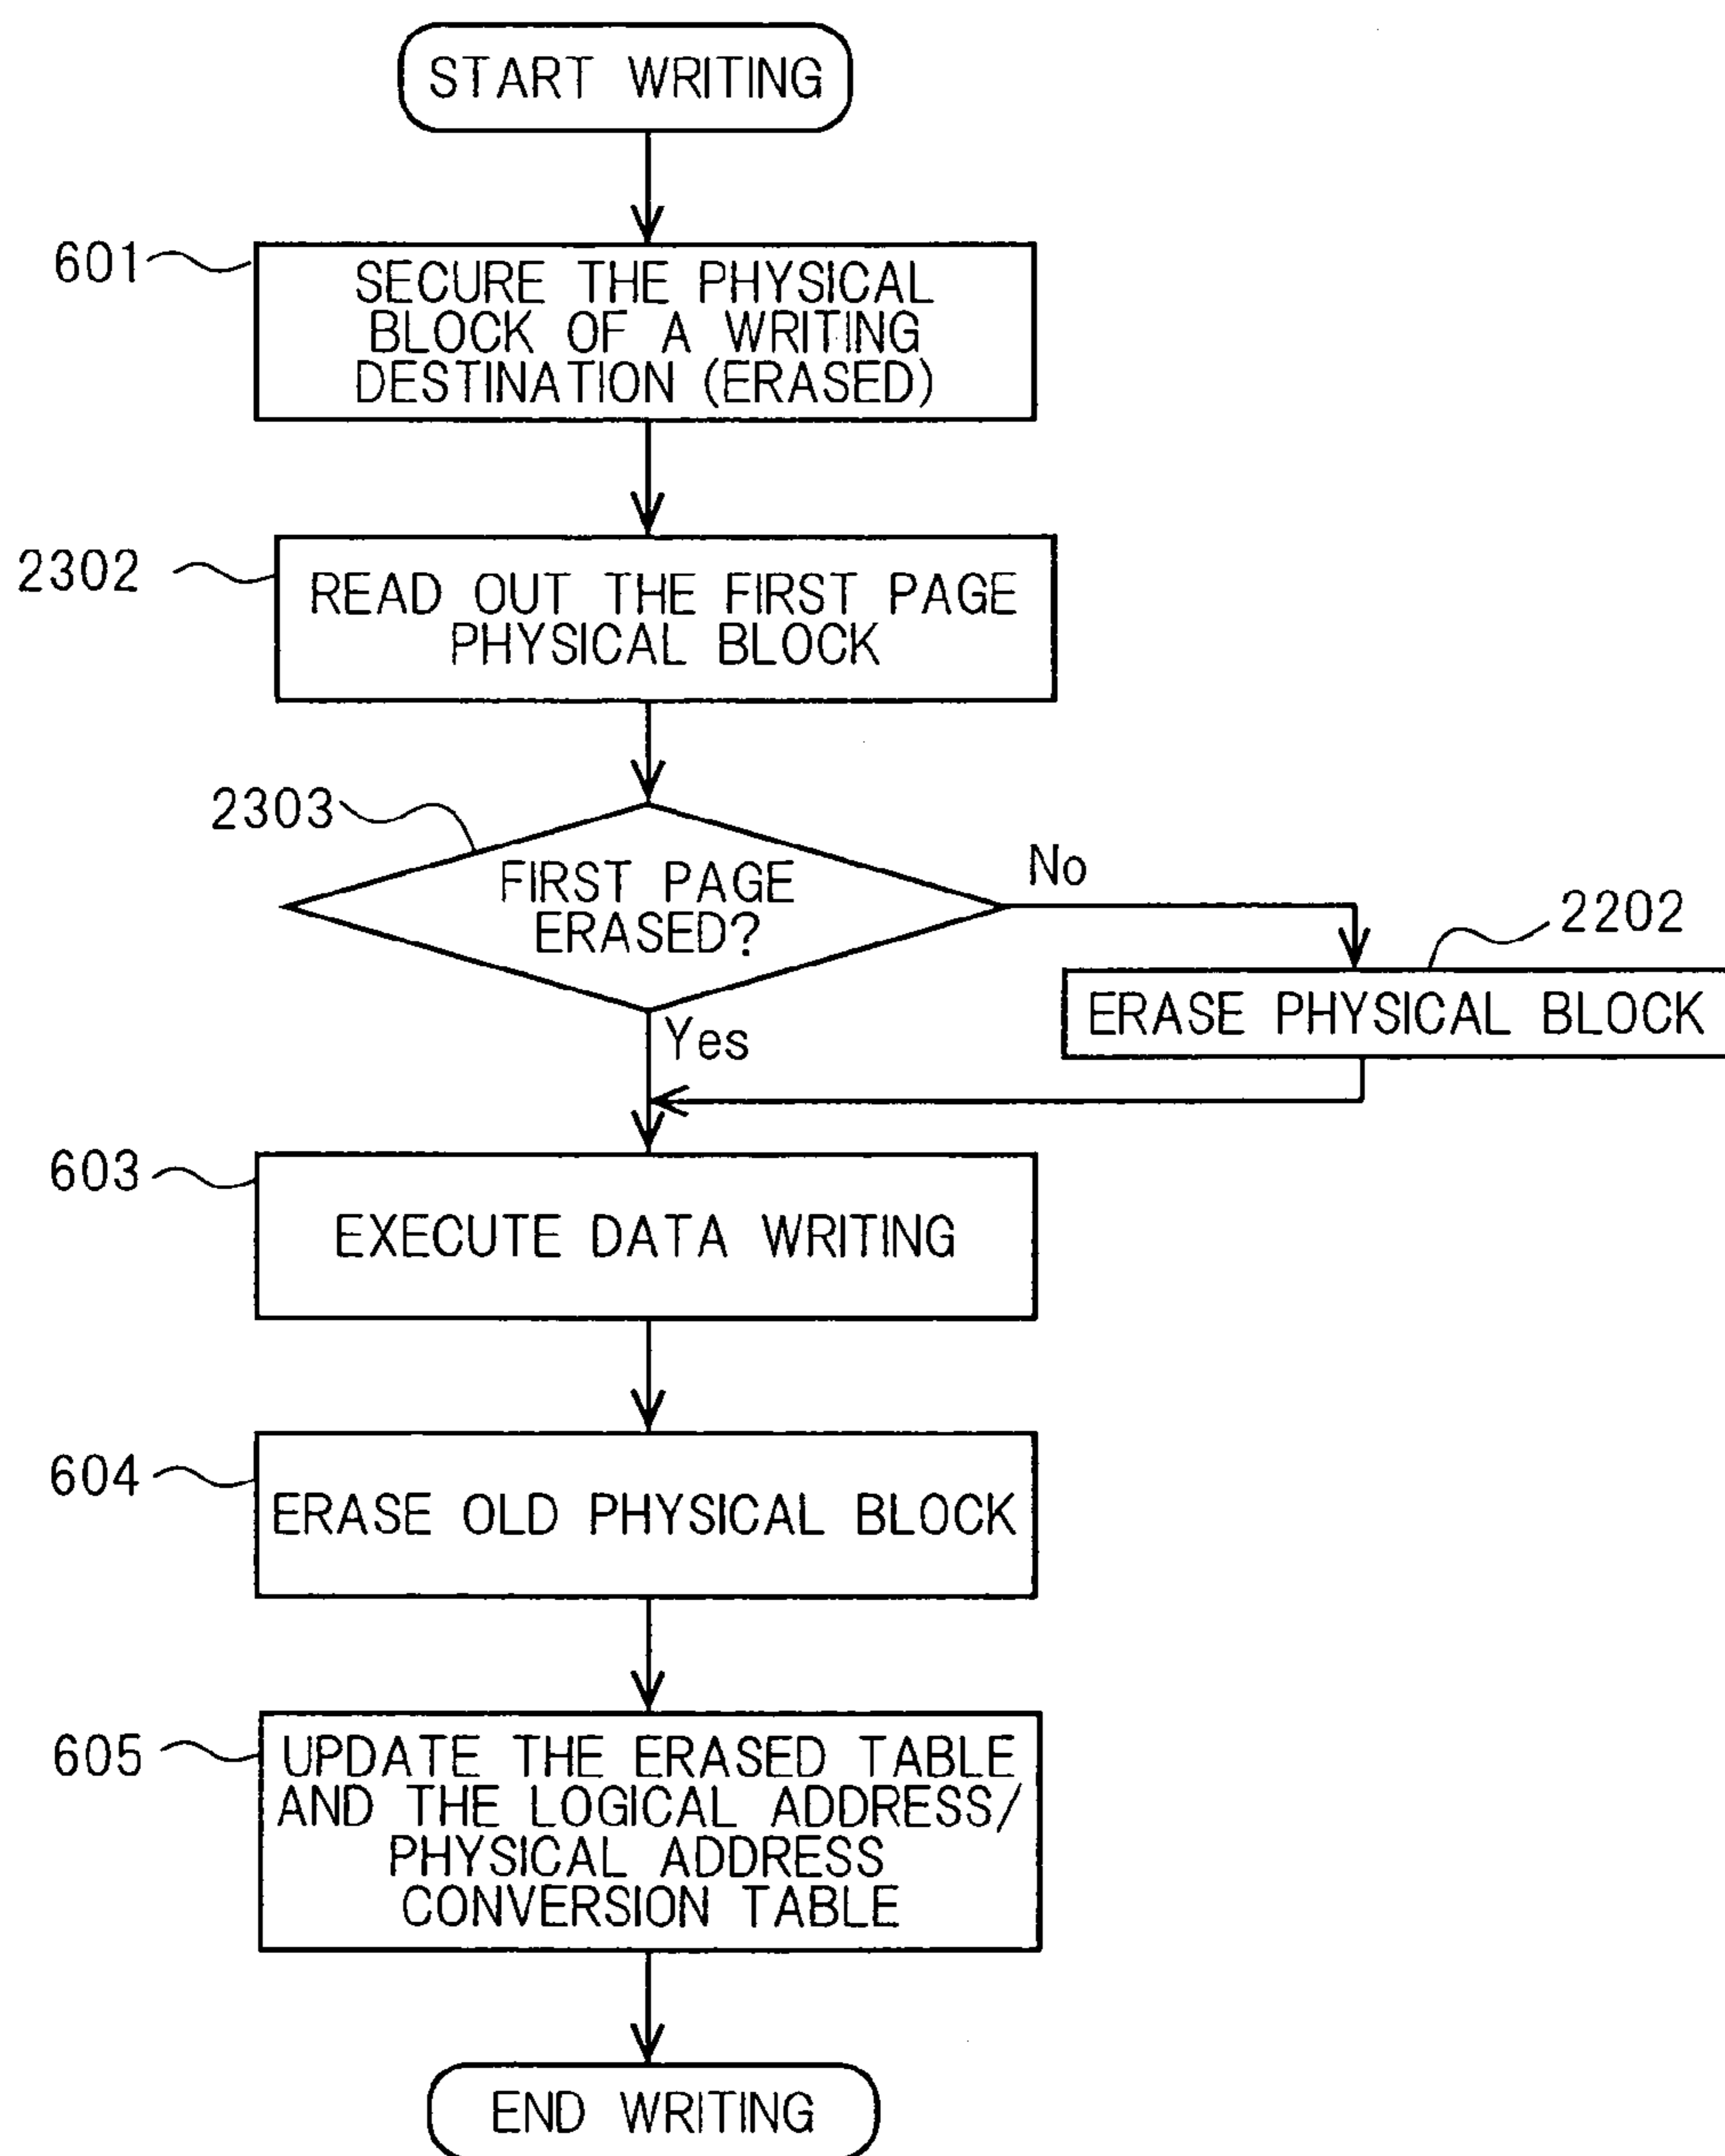 START WRITING
601
SECURE THE PHYSICAL
BLOCK OF A WRITING
DESTINATION (ERASED)
2302
READ OUT THE FIRST PAGE
PHYSICAL BLOCK
2303
FIRST PAGE
ERASED?
No
2202
ERASE PHYSICAL BLOCK
Yes
603
EXECUTE DATA WRITING
604
ERASE OLD PHYSICAL BLOCK
605
UPDATE THE ERASED TABLE
AND THE LOGICAL ADDRESS/
PHYSICAL ADDRESS
CONVERSION TABLE
END WRITING